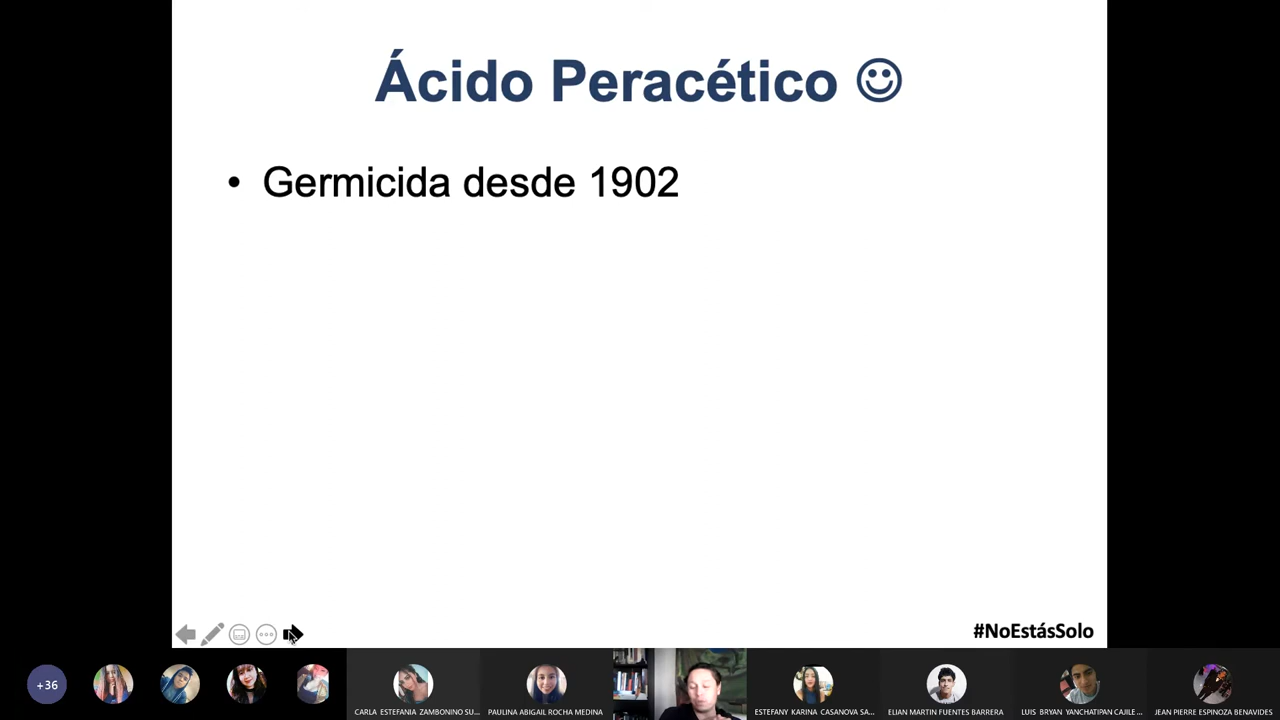 Ácido Peracético ☺
• Germicida desde 1902
#NoEstásSolo
+36
CARLA ESTEFANIA ZAMBONINO SU...
PAULINA ABIGAIL ROCHA MEDINA
ESTEFANY KARINA CASANOVA SA...
ELIAN MARTIN FUENTES BARRERA
LUIS BRYAN YANCHATIPAN CAJILE ...
JEAN PIERRE ESPINOZA BENAVIDES